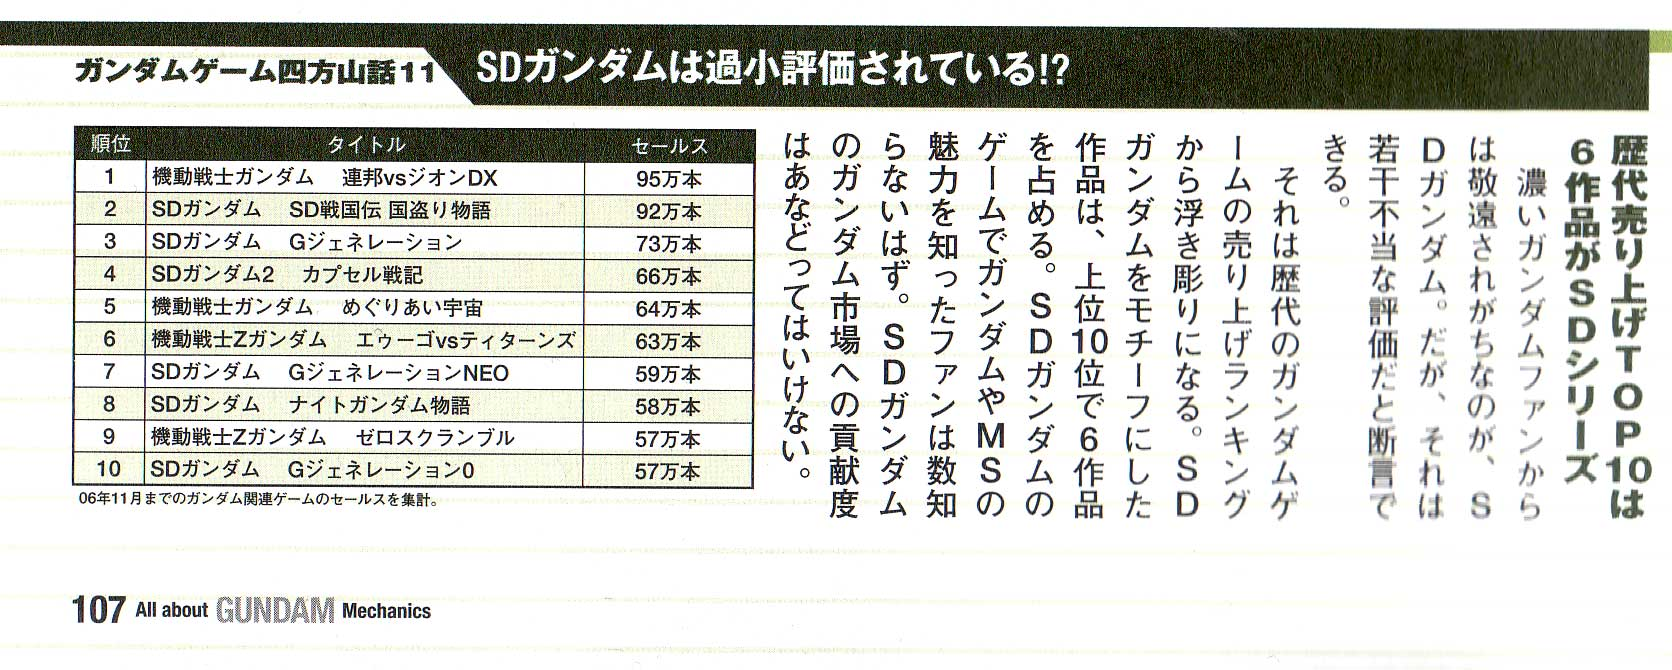 ガンダムゲーム四方山話11
SDガンダムは過小評価されている!?
歴代売り上げTOP10は
6作品がSDシリーズ
濃いガンダムファンから
は敬遠されがちなのが、S
Dガンダム。だが、それは
若干不当な評価だと断言で
きる。
それは歴代のガンダムゲ
ームの売り上げランキング
から浮き彫りになる。SD
ガンダムをモチーフにした
作品は、上位10位で6作品
を占める。SDガンダムの
ゲームでガンダムやMSの
魅力を知ったファンは数知
らないはず。SDガンダム
のガンダム市場への貢献度
はあなどってはいけない。
順位 タイトル セールス
1 機動戦士ガンダム 連邦vsジオンDX 95万本
2 SDガンダム SD戦国伝 国盗り物語 92万本
3 SDガンダム Gジェネレーション 73万本
4 SDガンダム2 カプセル戦記 66万本
5 機動戦士ガンダム めぐりあい宇宙 64万本
6 機動戦士Zガンダム エゥーゴvsティターンズ 63万本
7 SDガンダム GジェネレーションNEO 59万本
8 SDガンダム ナイトガンダム物語 58万本
9 機動戦士Zガンダム ゼロスクランブル 57万本
10 SDガンダム Gジェネレーション0 57万本
06年11月までのガンダム関連ゲームのセールスを集計。
107 All about GUNDAM Mechanics